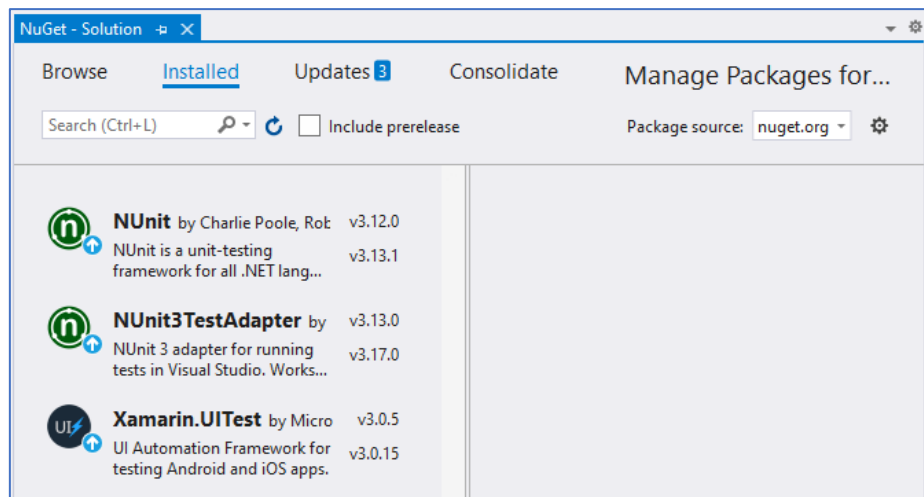 NuGet - Solution
Browse Installed Updates 3 Consolidate Manage Packages for...
Search (Ctrl+L) Include prerelease Package source: nuget.org
NUnit by Charlie Poole, Rob v3.12.0
NUnit is a unit-testing v3.13.1
framework for all .NET lang...
NUnit3TestAdapter by v3.13.0
NUnit 3 adapter for running
tests in Visual Studio. Works... v3.17.0
Xamarin.UITest by Micro v3.0.5
UI Automation Framework for v3.0.15
testing Android and iOS apps.